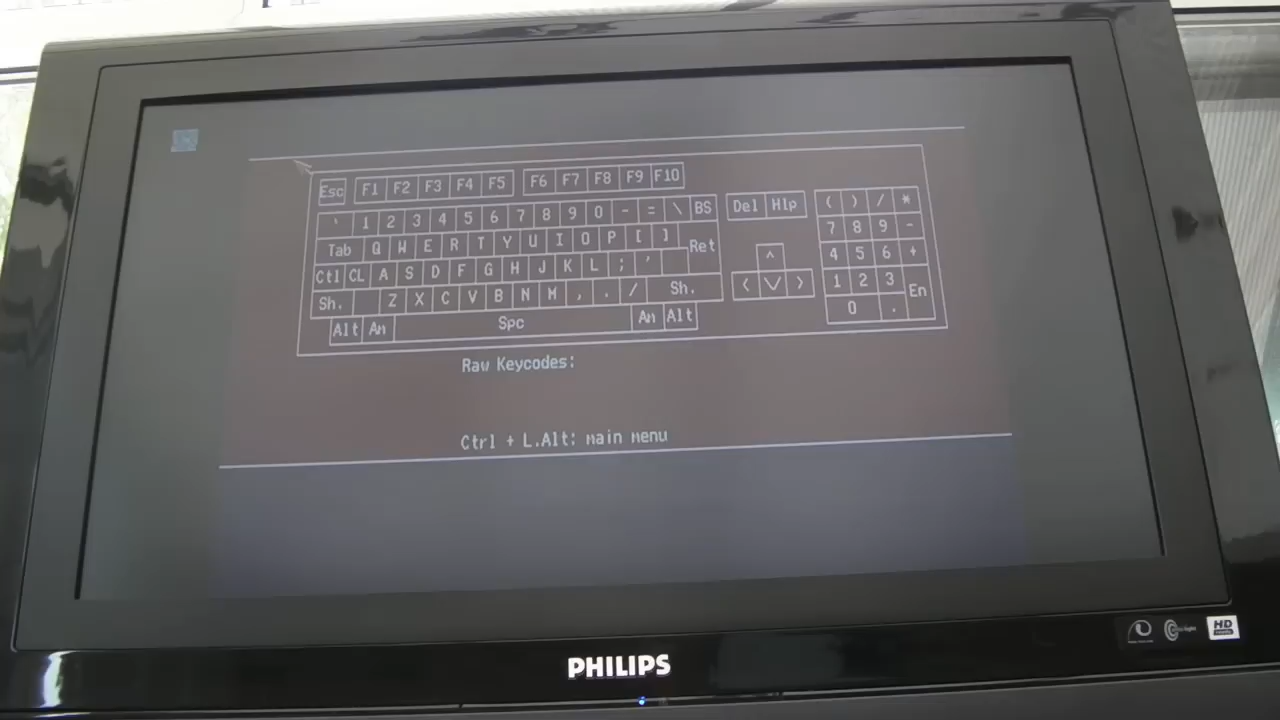 Esc F1 F2 F3 F4 F5 F6 F7 F8 F9 F10
` 1 2 3 4 5 6 7 8 9 0 - = \ BS Del Hlp ( ) / *
Tab Q W E R T Y U I O P [ ] Ret 7 8 9 -
Ctl CL A S D F G H J K L ; ' ^ 4 5 6 +
Sh. Z X C V B N M , . / Sh. < V > 1 2 3 En
Alt Am Spc Am Alt 0 .
Raw Keycodes:
Ctrl + L.Alt: main menu
PHILIPS
HD